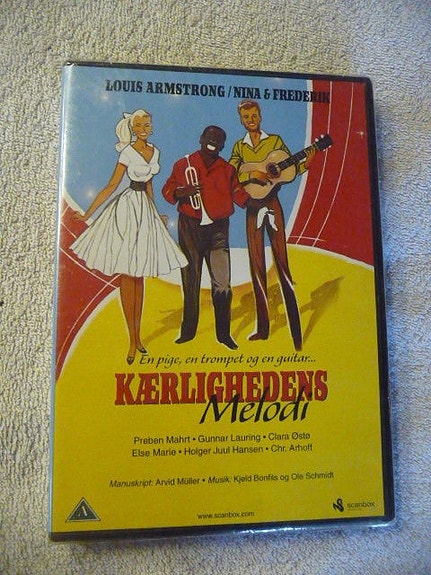 LOUIS ARMSTRONG / NINA & FREDERIK
En pige, en trompet og en guitar...
KÆRLIGHEDENS
Melodi
Preben Mahrt • Gunnar Lauring • Clara Østø
Else Marie • Holger Juul Hansen • Chr. Arhoff
Manuskript: Arvid Müller • Musik: Kjeld Bonfils og Ole Schmidt
A
www.scanbox.com
scanbox